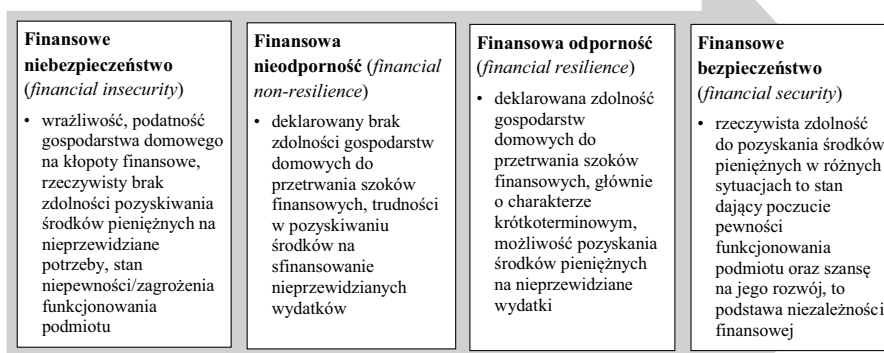 Finansowe
niebezpieczeństwo
(financial insecurity)
• wrażliwość, podatność
gospodarstwa domowego
na kłopoty finansowe,
rzeczywisty brak
zdolności pozyskiwania
środków pieniężnych na
nieprzewidziane
potrzeby, stan
niepewności/zagrożenia
funkcjonowania
podmiotu
Finansowa
nieodporność (financial
non-resilience)
• deklarowany brak
zdolności gospodarstw
domowych do
przetrwania szoków
finansowych, trudności
w pozyskiwaniu
środków na
sfinansowanie
nieprzewidzianych
wydatków
Finansowa odporność
(financial resilience)
• deklarowana zdolność
gospodarstw
domowych do
przetrwania szoków
finansowych, głównie
o charakterze
krótkoterminowym,
możliwość pozyskania
środków pieniężnych
na nieprzewidziane
wydatki
Finansowe
bezpieczeństwo
(financial security)
• rzeczywista zdolność
do pozyskania środków
pieniężnych w różnych
sytuacjach to stan
dający poczucie
pewności
funkcjonowania
podmiotu oraz szansę
na jego rozwój, to
podstawa niezależności
finansowej